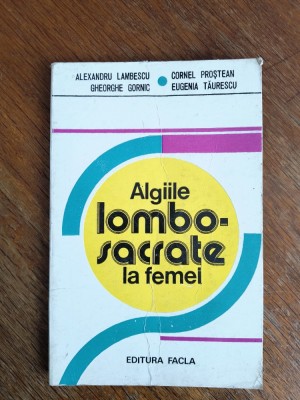 ALEXANDRU LAMBESCU
GHEORGHE GORNIC
CORNEL PROȘTEAN
EUGENIA TĂURESCU
Algiile
lombo-
sacrate
la femei
EDITURA FACLA